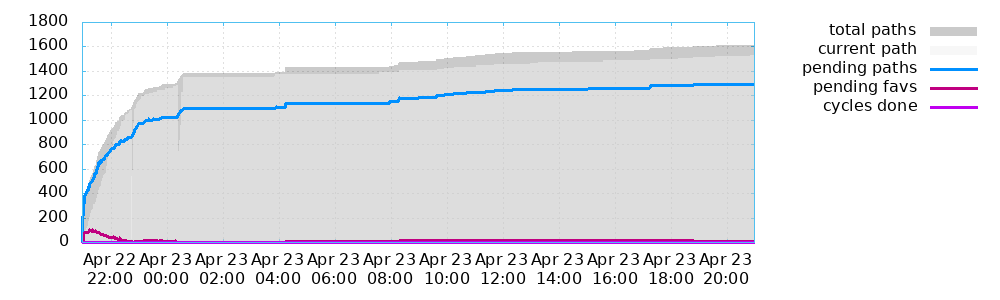 1800
1600
1400
1200
1000
800
600
400
200
0
Apr 22 Apr 23 Apr 23 Apr 23 Apr 23 Apr 23 Apr 23 Apr 23 Apr 23 Apr 23 Apr 23 Apr 23
22:00 00:00 02:00 04:00 06:00 08:00 10:00 12:00 14:00 16:00 18:00 20:00
total paths
current path
pending paths
pending favs
cycles done